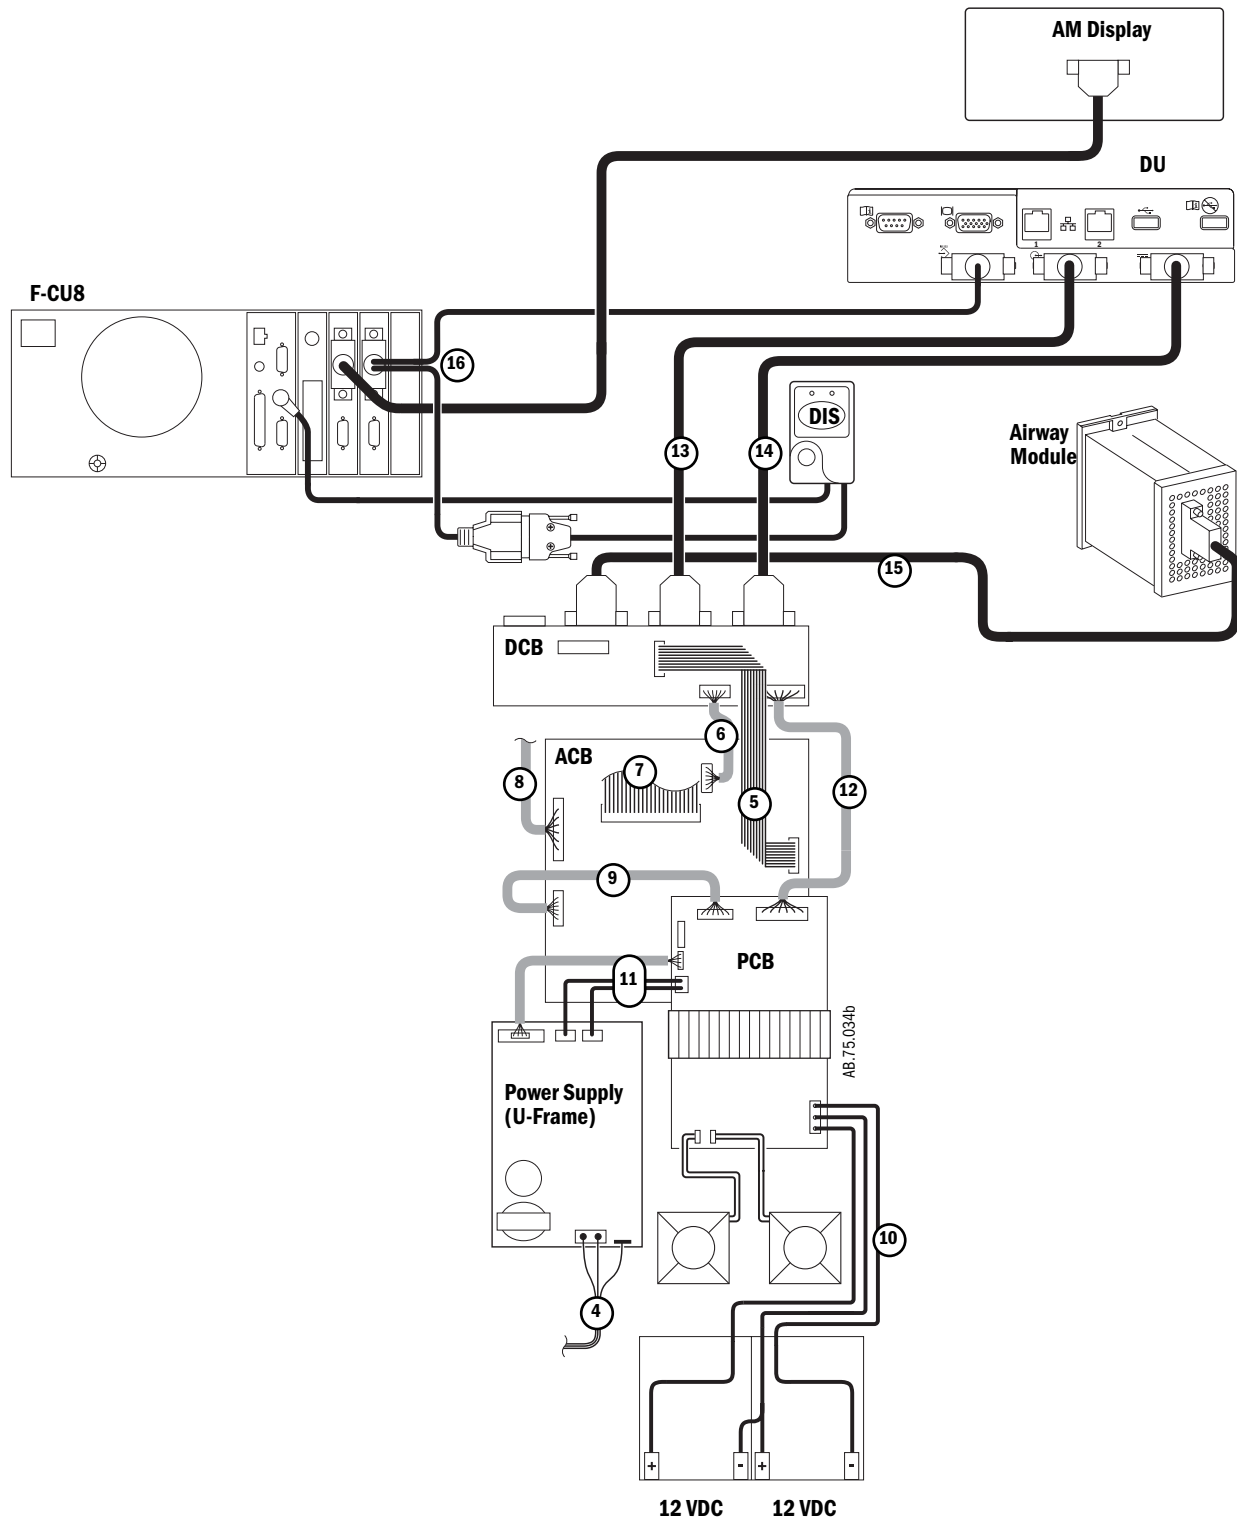 AM Display
DU
1
2
F-CU8
16
DIS
13
14
Airway
Module
15
DCB
6
ACB
7
8
5
12
9
PCB
11
AB.75.034b
Power Supply
(U-Frame)
10
4
+
-
+
-
12 VDC
12 VDC